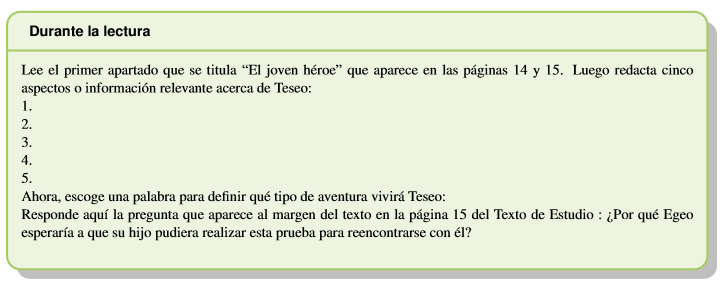 Durante la lectura
Lee el primer apartado que se titula “El joven héroe” que aparece en las páginas 14 y 15. Luego redacta cinco
aspectos o información relevante acerca de Teseo:
1.
2.
3.
4.
5.
Ahora, escoge una palabra para definir qué tipo de aventura vivirá Teseo:
Responde aquí la pregunta que aparece al margen del texto en la página 15 del Texto de Estudio : ¿Por qué Egeo
esperaría a que su hijo pudiera realizar esta prueba para reencontrarse con él?